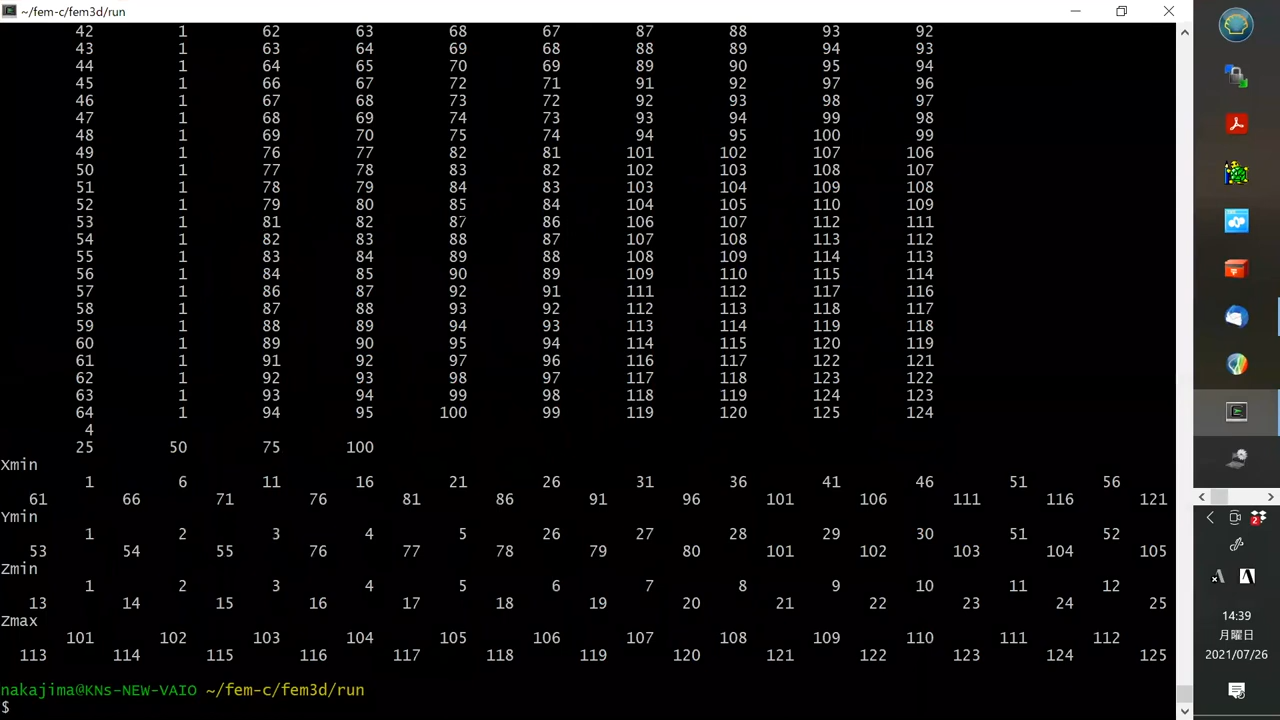 ~/fem-c/fem3d/run
42 1 62 63 68 67 87 88 93 92
43 1 63 64 69 68 88 89 94 93
44 1 64 65 70 69 89 90 95 94
45 1 66 67 72 71 91 92 97 96
46 1 67 68 73 72 92 93 98 97
47 1 68 69 74 73 93 94 99 98
48 1 69 70 75 74 94 95 100 99
49 1 76 77 82 81 101 102 107 106
50 1 77 78 83 82 102 103 108 107
51 1 78 79 84 83 103 104 109 108
52 1 79 80 85 84 104 105 110 109
53 1 81 82 87 86 106 107 112 111
54 1 82 83 88 87 107 108 113 112
55 1 83 84 89 88 108 109 114 113
56 1 84 85 90 89 109 110 115 114
57 1 86 87 92 91 111 112 117 116
58 1 87 88 93 92 112 113 118 117
59 1 88 89 94 93 113 114 119 118
60 1 89 90 95 94 114 115 120 119
61 1 91 92 97 96 116 117 122 121
62 1 92 93 98 97 117 118 123 122
63 1 93 94 99 98 118 119 124 123
64 1 94 95 100 99 119 120 125 124
4
25 50 75 100
Xmin
1 6 11 16 21 26 31 36 41 46 51 56
61 66 71 76 81 86 91 96 101 106 111 116 121
Ymin
1 2 3 4 5 26 27 28 29 30 51 52
53 54 55 76 77 78 79 80 101 102 103 104 105
Zmin
1 2 3 4 5 6 7 8 9 10 11 12
13 14 15 16 17 18 19 20 21 22 23 24 25
Zmax
101 102 103 104 105 106 107 108 109 110 111 112
113 114 115 116 117 118 119 120 121 122 123 124 125
nakajima@KNs-NEW-VAIO ~/fem-c/fem3d/run
$
2
A A
14:39
月曜日
2021/07/26